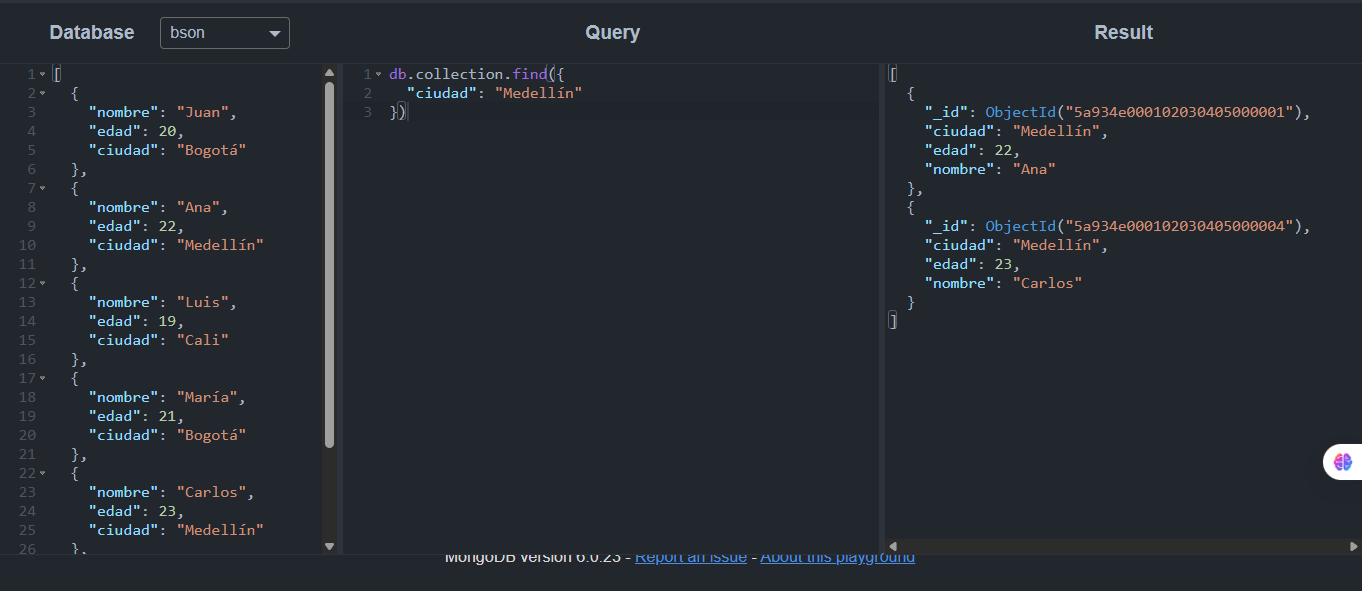 Database
bson
Query
Result
1 [
2 {
3 "nombre": "Juan",
4 "edad": 20,
5 "ciudad": "Bogotá"
6 },
7 {
8 "nombre": "Ana",
9 "edad": 22,
10 "ciudad": "Medellín"
11 },
12 {
13 "nombre": "Luis",
14 "edad": 19,
15 "ciudad": "Cali"
16 },
17 {
18 "nombre": "María",
19 "edad": 21,
20 "ciudad": "Bogotá"
21 },
22 {
23 "nombre": "Carlos",
24 "edad": 23,
25 "ciudad": "Medellín"
26 },
1 db.collection.find({
2 "ciudad": "Medellín"
3 })
[
{
"_id": ObjectId("5a934e000102030405000001"),
"ciudad": "Medellín",
"edad": 22,
"nombre": "Ana"
},
{
"_id": ObjectId("5a934e000102030405000004"),
"ciudad": "Medellín",
"edad": 23,
"nombre": "Carlos"
}
]
MongoDB version 6.0.23 - Report an issue - About this playground